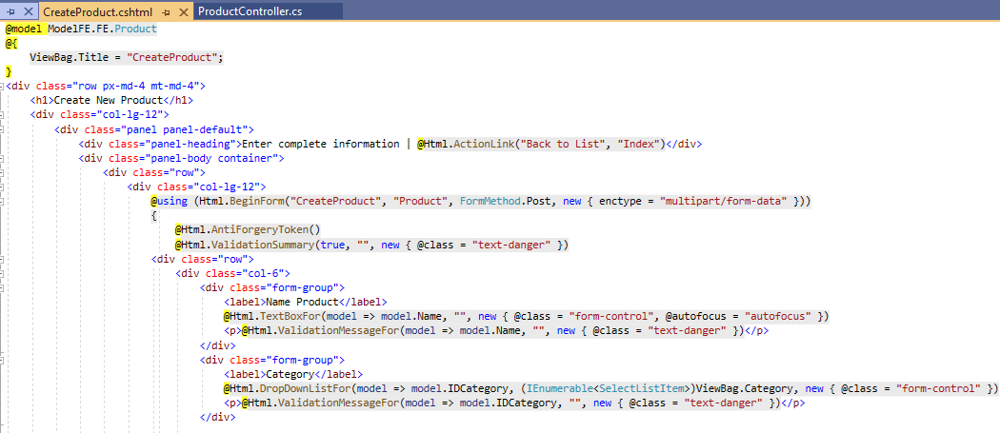 CreateProduct.cshtml ProductController.cs
@model ModelFE.FE.Product
@{
    ViewBag.Title = "CreateProduct";
}
<div class="row px-md-4 mt-md-4">
    <h1>Create New Product</h1>
    <div class="col-lg-12">
        <div class="panel panel-default">
            <div class="panel-heading">Enter complete information | @Html.ActionLink("Back to List", "Index")</div>
            <div class="panel-body container">
                <div class="row">
                    <div class="col-lg-12">
                        @using (Html.BeginForm("CreateProduct", "Product", FormMethod.Post, new { enctype = "multipart/form-data" }))
                        {
                            @Html.AntiForgeryToken()
                            @Html.ValidationSummary(true, "", new { @class = "text-danger" })
                        <div class="row">
                            <div class="col-6">
                                <div class="form-group">
                                    <label>Name Product</label>
                                    @Html.TextBoxFor(model => model.Name, "", new { @class = "form-control", @autofocus = "autofocus" })
                                    <p>@Html.ValidationMessageFor(model => model.Name, "", new { @class = "text-danger" })</p>
                                </div>
                                <div class="form-group">
                                    <label>Category</label>
                                    @Html.DropDownListFor(model => model.IDCategory, (IEnumerable<SelectListItem>)ViewBag.Category, new { @class = "form-control" })
                                    <p>@Html.ValidationMessageFor(model => model.IDCategory, "", new { @class = "text-danger" })</p>
                                </div>